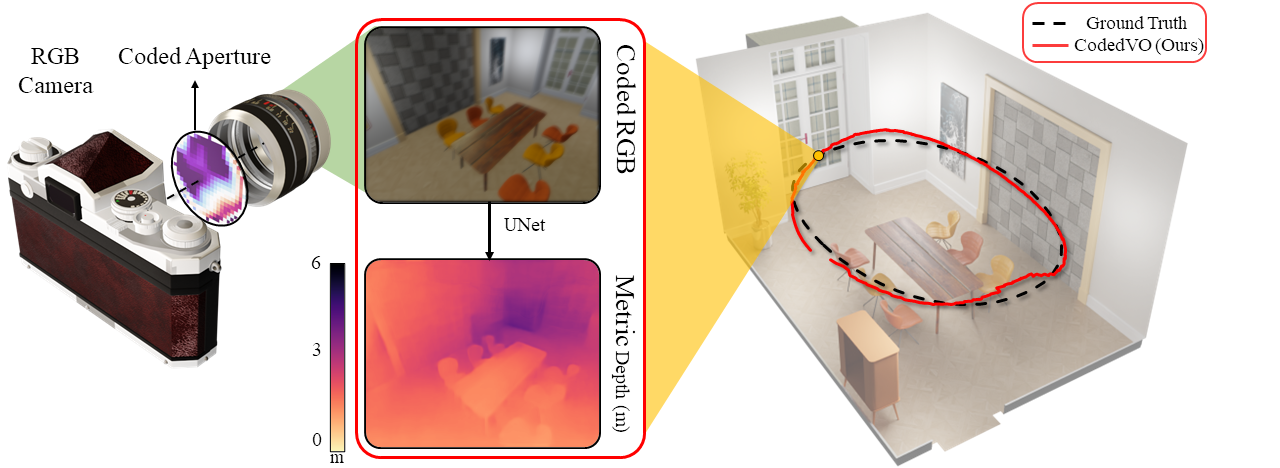 RGB
Camera
Coded Aperture
Coded RGB
UNet
Metric Depth (m)
6
3
0
m
Ground Truth
CodedVO (Ours)